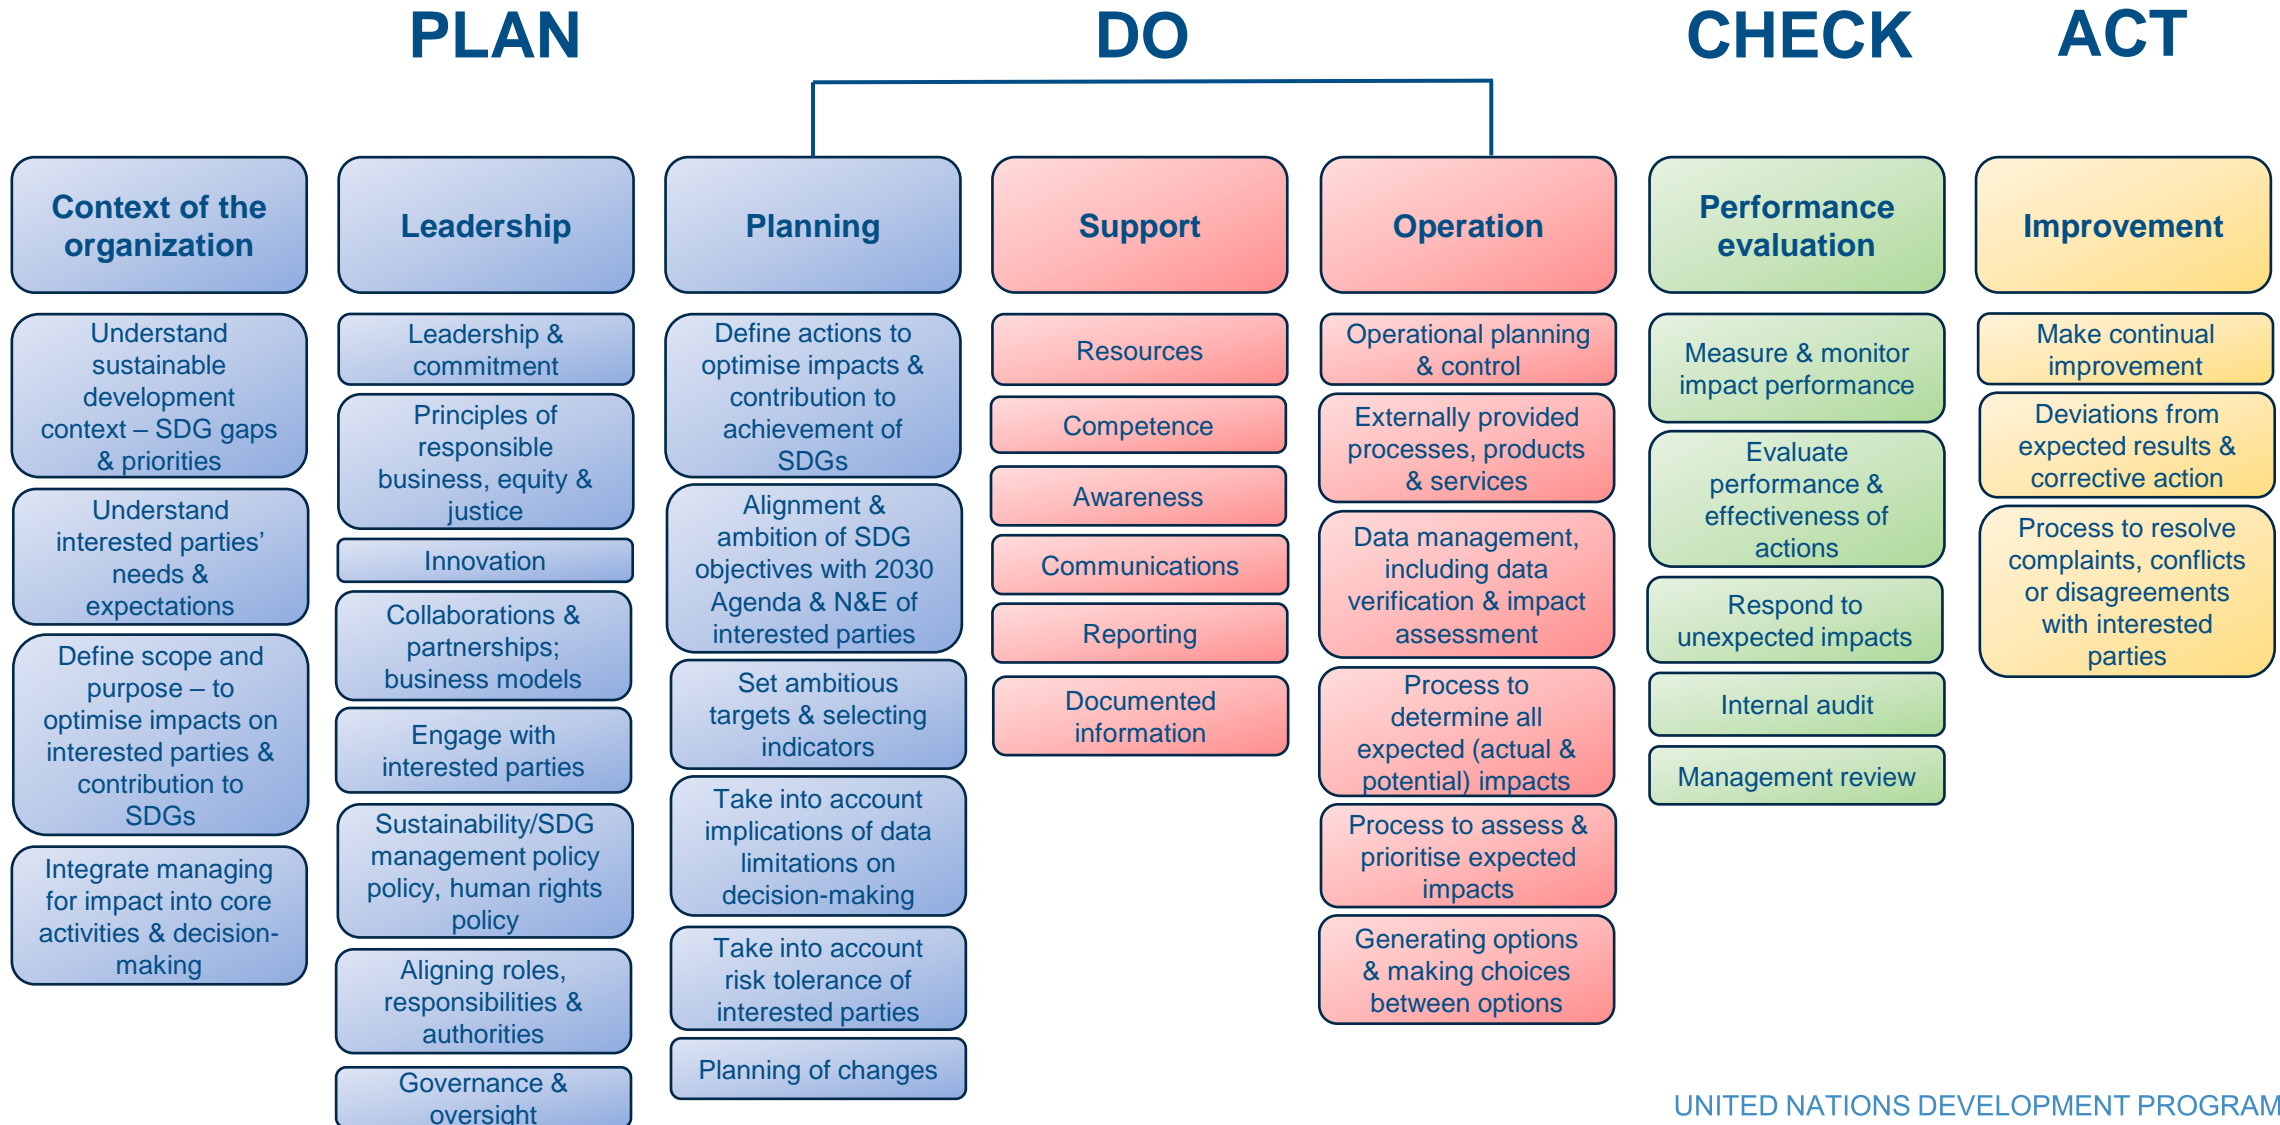 PLAN
DO
CHECK
ACT
Context of the
organization
Understand
sustainable
development
context – SDG gaps
& priorities
Understand
interested parties’
needs &
expectations
Define scope and
purpose – to
optimise impacts on
interested parties &
contribution to
SDGs
Integrate managing
for impact into core
activities & decision-
making
Leadership
Leadership &
commitment
Principles of
responsible
business, equity &
justice
Innovation
Collaborations &
partnerships;
business models
Engage with
interested parties
Sustainability/SDG
management policy
policy, human rights
policy
Aligning roles,
responsibilities &
authorities
Governance &
oversight
Planning
Define actions to
optimise impacts &
contribution to
achievement of
SDGs
Alignment &
ambition of SDG
objectives with 2030
Agenda & N&E of
interested parties
Set ambitious
targets & selecting
indicators
Take into account
implications of data
limitations on
decision-making
Take into account
risk tolerance of
interested parties
Planning of changes
Support
Resources
Competence
Awareness
Communications
Reporting
Documented
information
Operation
Operational planning
& control
Externally provided
processes, products
& services
Data management,
including data
verification & impact
assessment
Process to
determine all
expected (actual &
potential) impacts
Process to assess &
prioritise expected
impacts
Generating options
& making choices
between options
Performance
evaluation
Measure & monitor
impact performance
Evaluate
performance &
effectiveness of
actions
Respond to
unexpected impacts
Internal audit
Management review
Improvement
Make continual
improvement
Deviations from
expected results &
corrective action
Process to resolve
complaints, conflicts
or disagreements
with interested
parties
UNITED NATIONS DEVELOPMENT PROGRAM